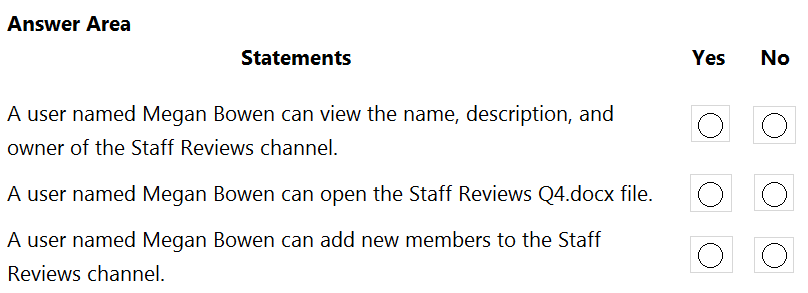 Answer Area
Statements Yes No
A user named Megan Bowen can view the name, description, and
owner of the Staff Reviews channel.
A user named Megan Bowen can open the Staff Reviews Q4.docx file.
A user named Megan Bowen can add new members to the Staff
Reviews channel.